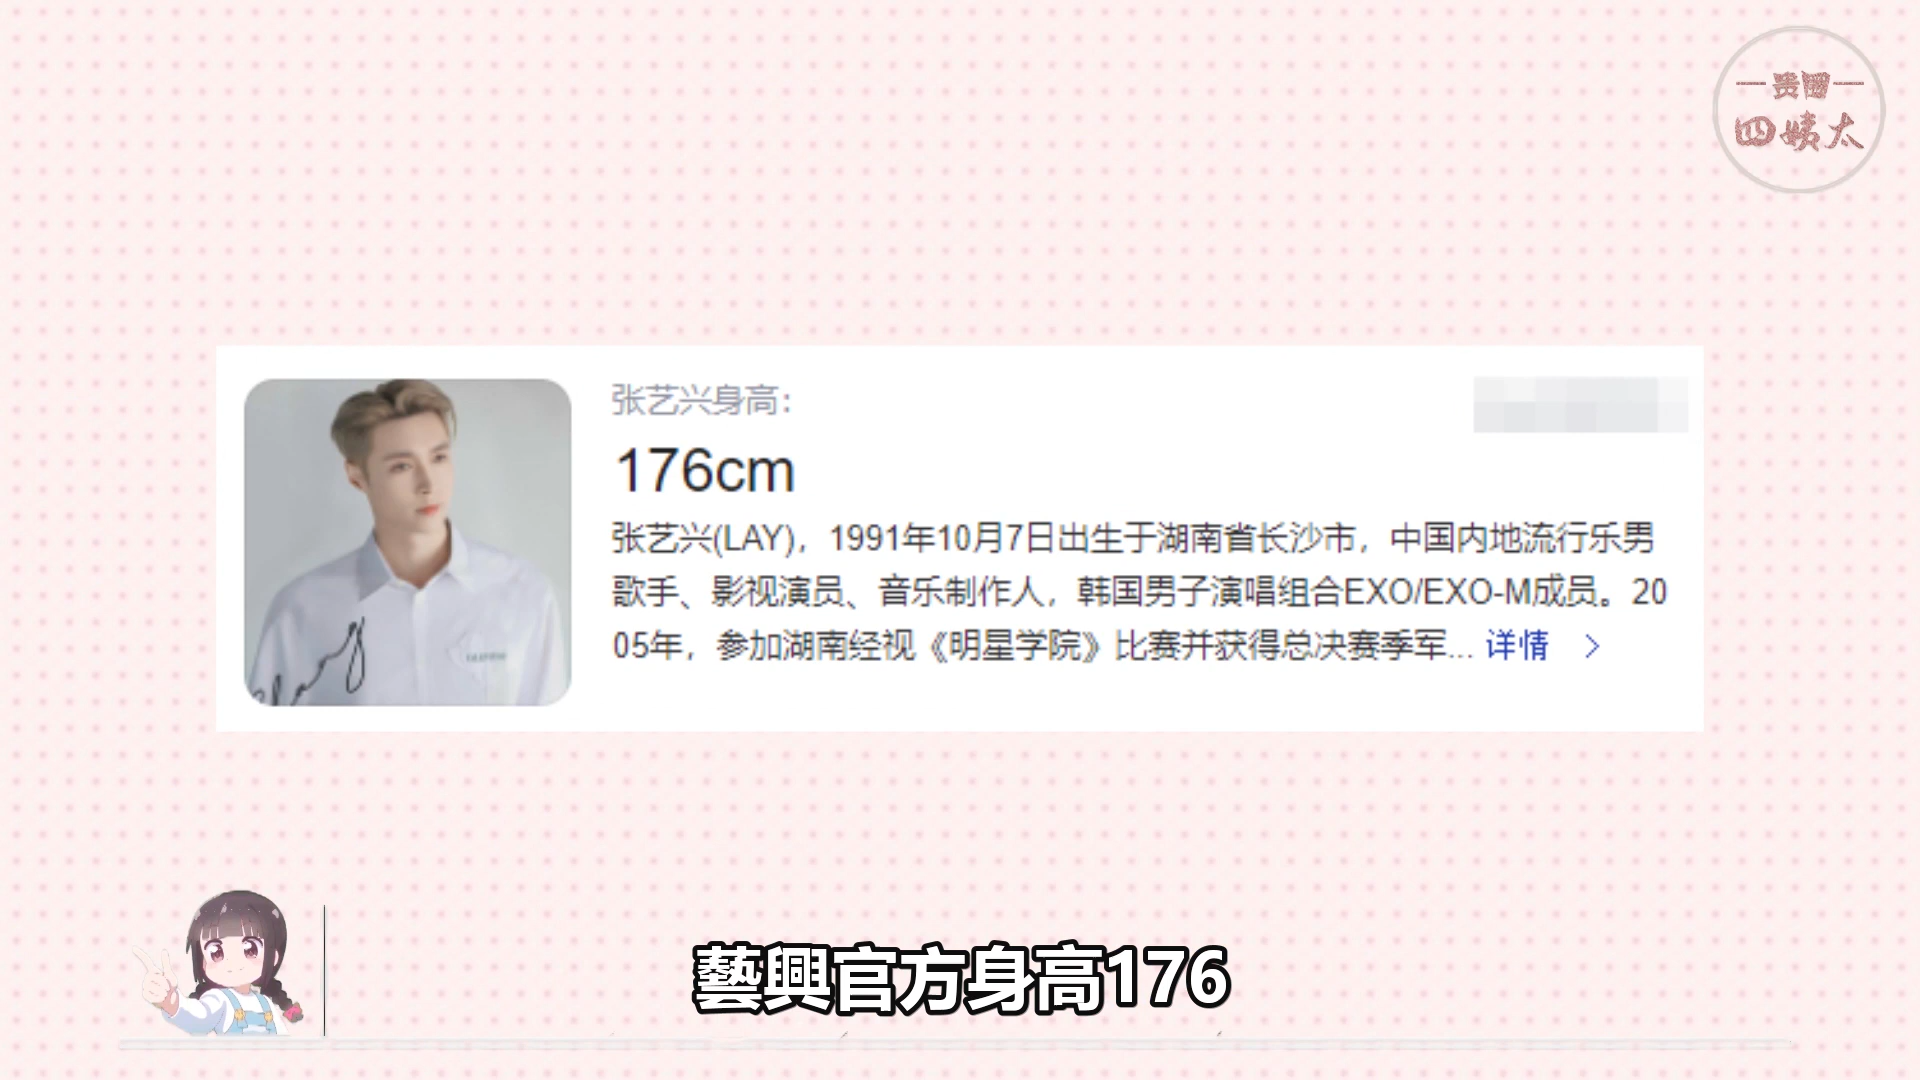 贵圈
四姨太
张艺兴身高：
176cm
张艺兴(LAY)，1991年10月7日出生于湖南省长沙市，中国内地流行乐男
歌手、影视演员、音乐制作人，韩国男子演唱组合EXO/EXO-M成员。20
05年，参加湖南经视《明星学院》比赛并获得总决赛季军... 详情 >
藝興官方身高176